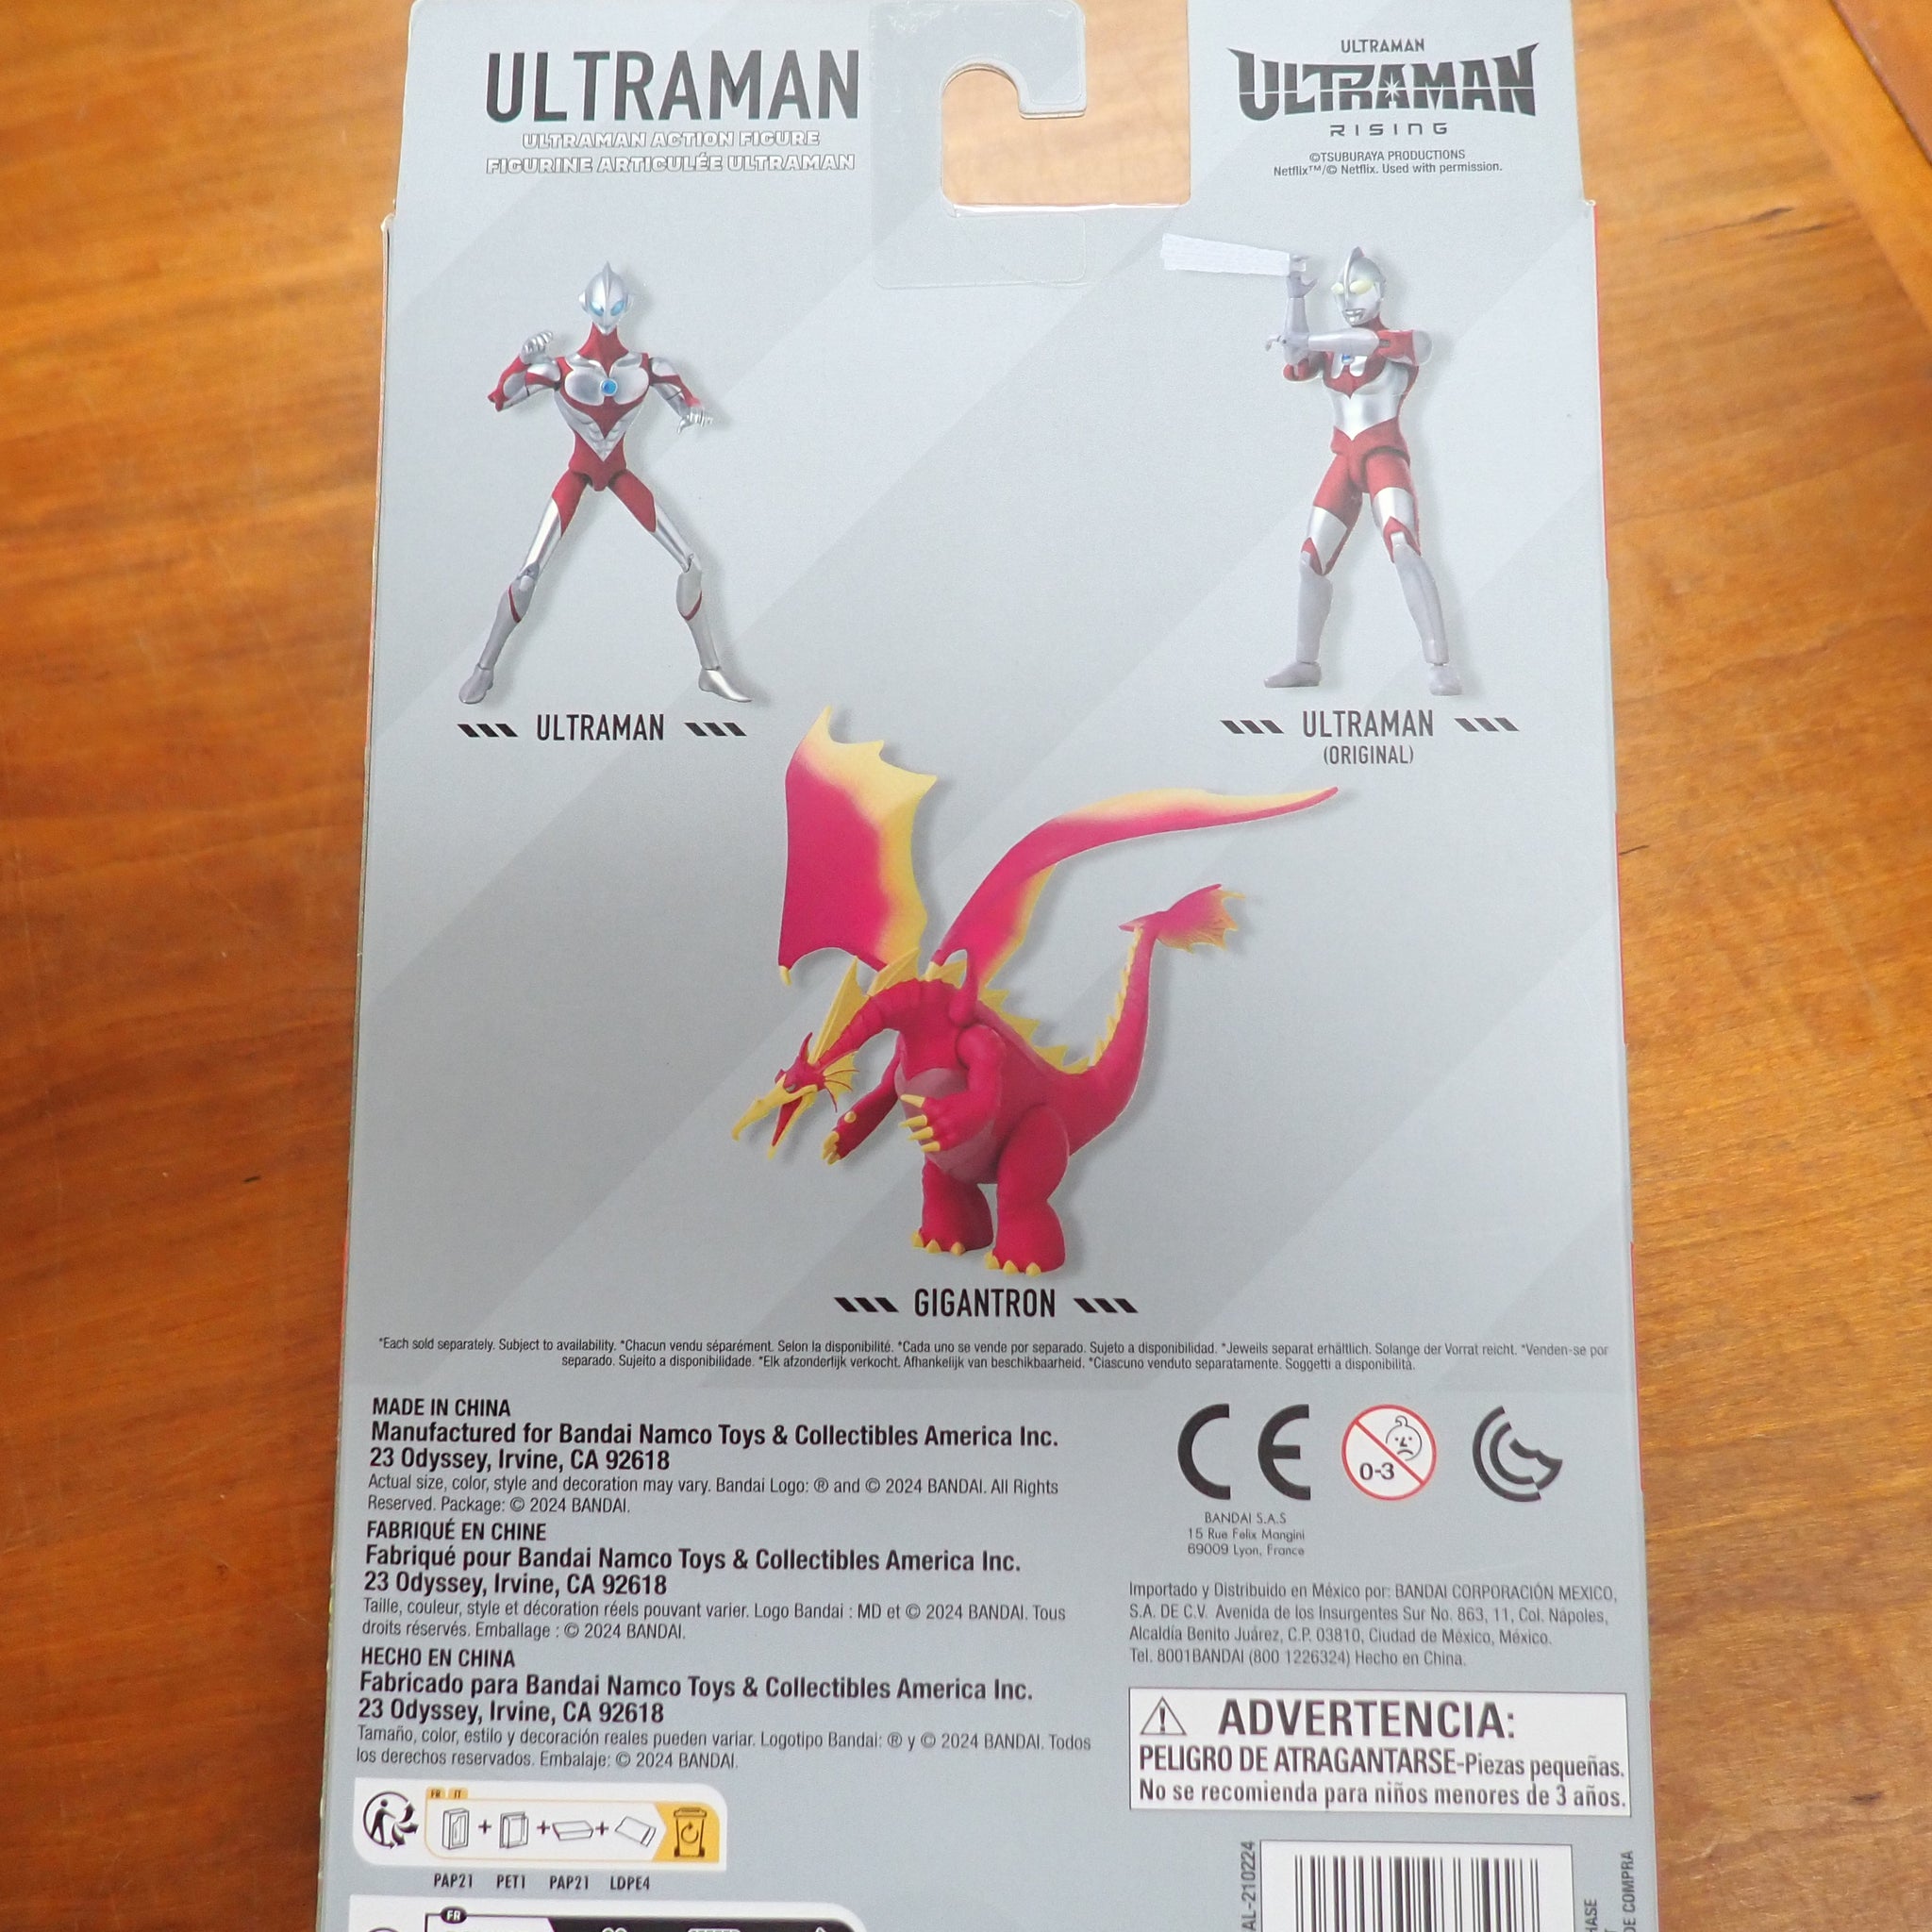 ULTRAMAN
ULTRAMAN ACTION FIGURE
FIGURINE ARTICULÉE ULTRAMAN
ULTRAMAN
ULTRAMAN
RISING
©TSUBURAYA PRODUCTIONS
Netflix™/© Netflix. Used with permission.
ULTRAMAN
ULTRAMAN
(ORIGINAL)
GIGANTRON
*Each sold separately. Subject to availability. *Chacun vendu séparément. Selon la disponibilité. *Cada uno se vende por separado. Sujeto a disponibilidad. *Jeweils separat erhältlich. Solange der Vorrat reicht. *Venden-se por
separado. Sujeito a disponibilidade. *Elk afzonderlijk verkocht. Afhankelijk van beschikbaarheid. *Ciascuno venduto separatamente. Soggetti a disponibilità.
MADE IN CHINA
Manufactured for Bandai Namco Toys & Collectibles America Inc.
23 Odyssey, Irvine, CA 92618
Actual size, color, style and decoration may vary. Bandai Logo: ® and © 2024 BANDAI. All Rights
Reserved. Package: © 2024 BANDAI.
FABRIQUÉ EN CHINE
Fabriqué pour Bandai Namco Toys & Collectibles America Inc.
23 Odyssey, Irvine, CA 92618
Taille, couleur, style et décoration réels pouvant varier. Logo Bandai : MD et © 2024 BANDAI. Tous
droits réservés. Emballage : © 2024 BANDAI.
HECHO EN CHINA
Fabricado para Bandai Namco Toys & Collectibles America Inc.
23 Odyssey, Irvine, CA 92618
Tamaño, color, estilo y decoración reales pueden variar. Logotipo Bandai: ® y © 2024 BANDAI. Todos
los derechos reservados. Embalaje: © 2024 BANDAI.
CE
0-3
BANDAI S.A.S
15 Rue Felix Mangini
69009 Lyon, France
Importado y Distribuido en México por: BANDAI CORPORACIÓN MEXICO,
S.A. DE C.V. Avenida de los Insurgentes Sur No. 863, 11, Col. Nápoles,
Alcaldía Benito Juárez, C.P. 03810, Ciudad de México, México.
Tel. 8001BANDAI (800 1226324) Hecho en China.
ADVERTENCIA:
PELIGRO DE ATRAGANTARSE-Piezas pequeñas.
No se recomienda para niños menores de 3 años.
FR IT
+ + +
PAP21 PET1 PAP21 LDPE4
FR
AL-210224
DE COMPRA